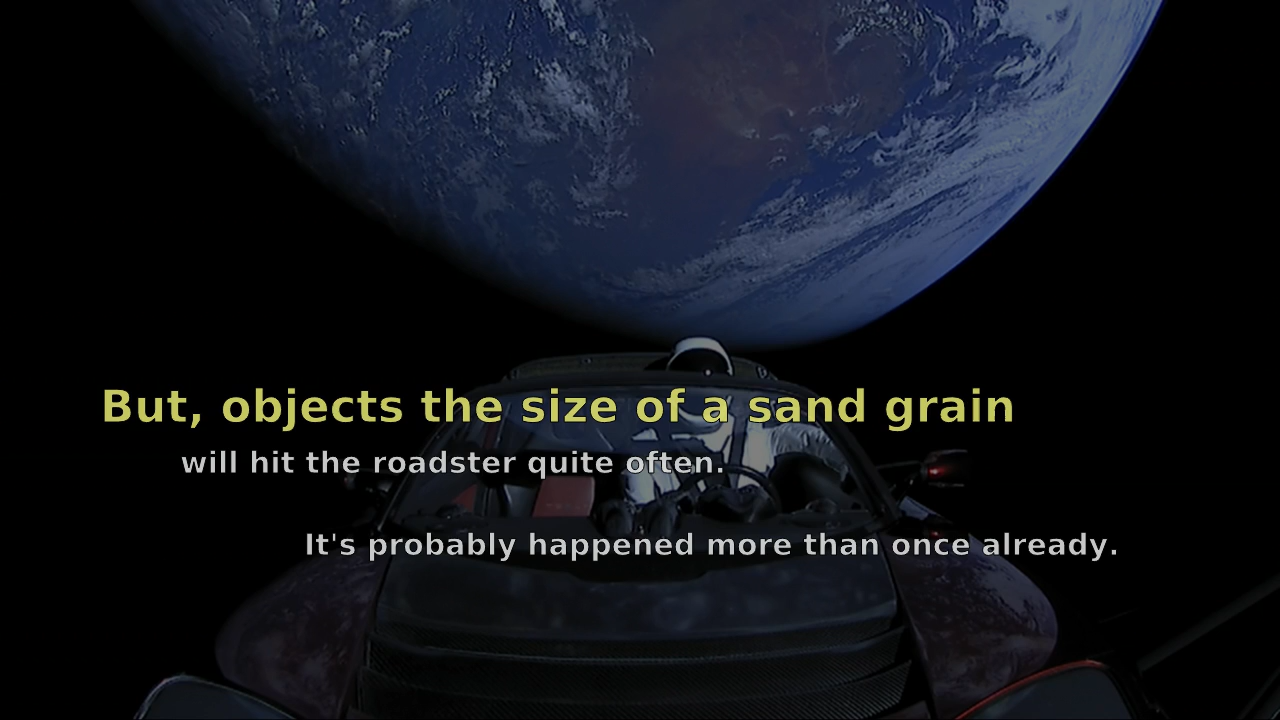 But, objects the size of a sand grain
will hit the roadster quite often.
It's probably happened more than once already.